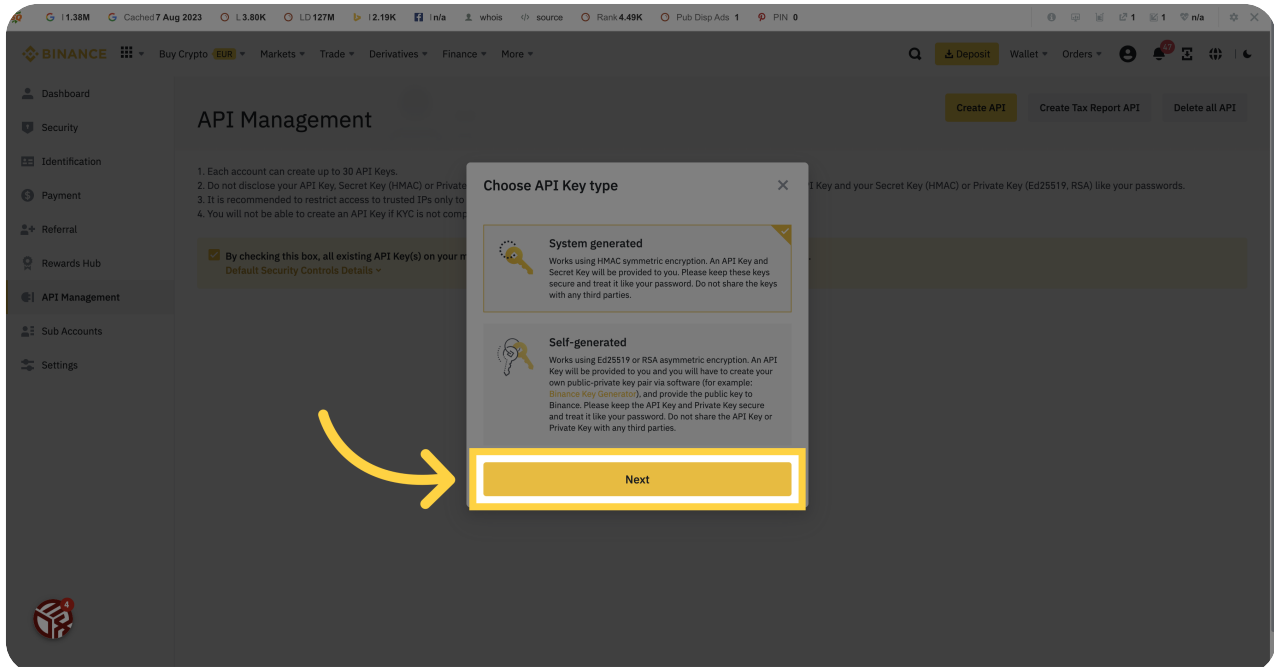 I 1.38M Cached 7 Aug 2023 L 3.80K LD 127M I 2.19K I n/a whois source Rank 4.49K Pub Disp Ads 1 PIN 0 1 1 n/a
BINANCE Buy Crypto EUR Markets Trade Derivatives Finance More Deposit Wallet Orders 47
Dashboard
Security
Identification
Payment
Referral
Rewards Hub
API Management
Sub Accounts
Settings
4
API Management
Create API Create Tax Report API Delete all API
1. Each account can create up to 30 API Keys.
2. Do not disclose your API Key, Secret Key (HMAC) or Private I Key and your Secret Key (HMAC) or Private Key (Ed25519, RSA) like your passwords.
3. It is recommended to restrict access to trusted IPs only to
4. You will not be able to create an API Key if KYC is not comp
By checking this box, all existing API Key(s) on your m
Default Security Controls Details
Choose API Key type
System generated
Works using HMAC symmetric encryption. An API Key and
Secret Key will be provided to you. Please keep these keys
secure and treat it like your password. Do not share the keys
with any third parties.
Self-generated
Works using Ed25519 or RSA asymmetric encryption. An API
Key will be provided to you and you will have to create your
own public-private key pair via software (for example:
Binance Key Generator), and provide the public key to
Binance. Please keep the API Key and Private Key secure
and treat it like your password. Do not share the API Key or
Private Key with any third parties.
Next